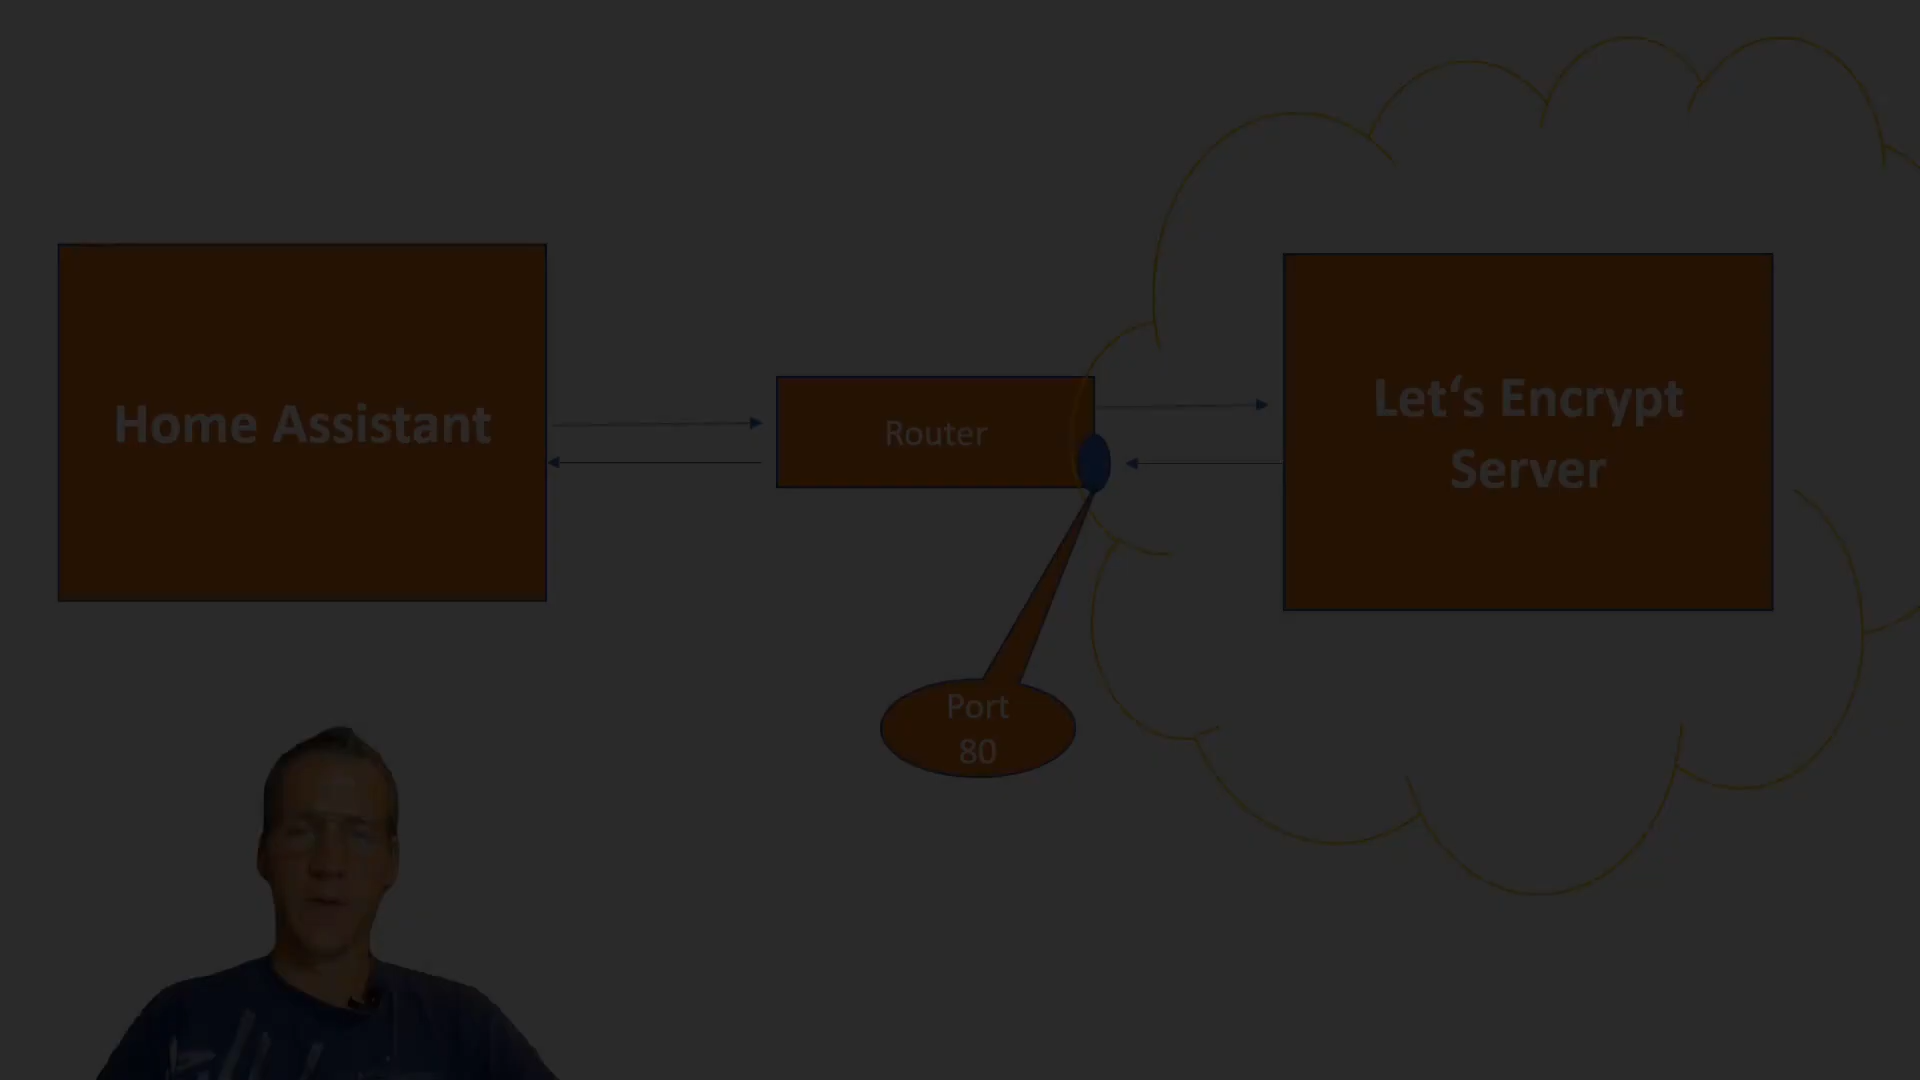 Home Assistant
Router
Let‘s Encrypt
Server
Port
80